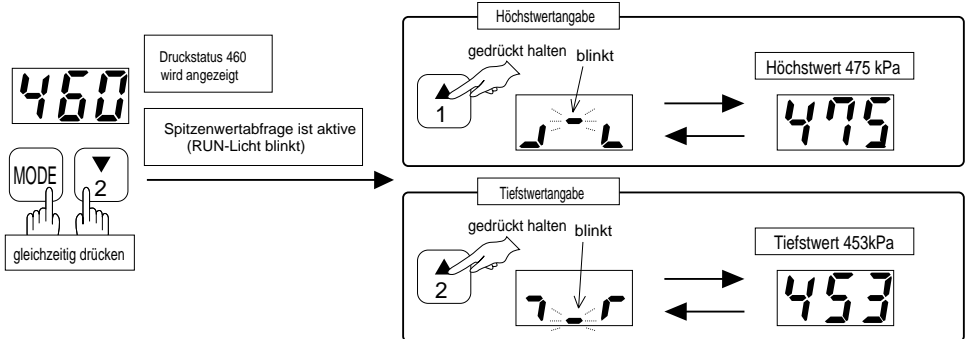 460
Druckstatus 460
wird angezeigt
Spitzenwertabfrage ist aktive
(RUN-Licht blinkt)
MODE
▼
2
gleichzeitig drücken
Höchstwertangabe
gedrückt halten
blinkt
▲
1
Höchstwert 475 kPa
475
Tiefstwertangabe
gedrückt halten
blinkt
▲
2
Tiefstwert 453kPa
453